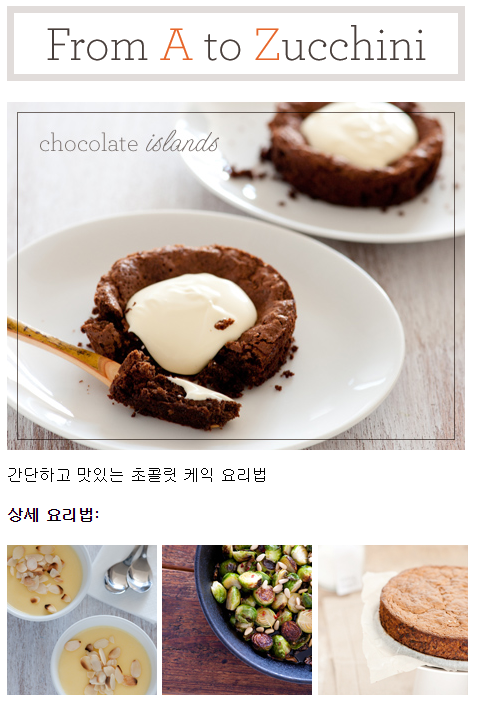 From A to Zucchini
chocolate islands
간단하고 맛있는 초콜릿 케익 요리법
상세 요리법: